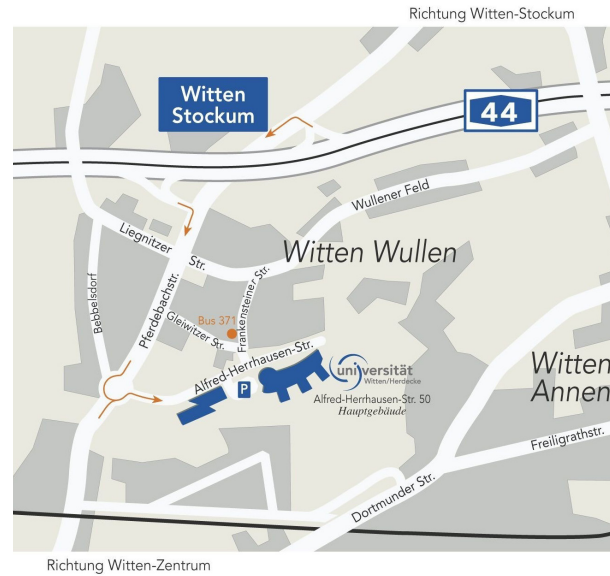 Richtung Witten-Stockum
Witten
Stockum
44
Wullener Feld
Liegnitzer Str.
Witten Wullen
Bebbelsdorf
Pferdebachstr.
Frankensteiner Str.
Bus 371
Gleiwitzer Str.
Alfred-Herrhausen-Str.
P
universität
Witten/Herdecke
Alfred-Herrhausen-Str. 50
Hauptgebäude
Witten
Annen
Freiligrathstr.
Dortmunder Str.
Richtung Witten-Zentrum